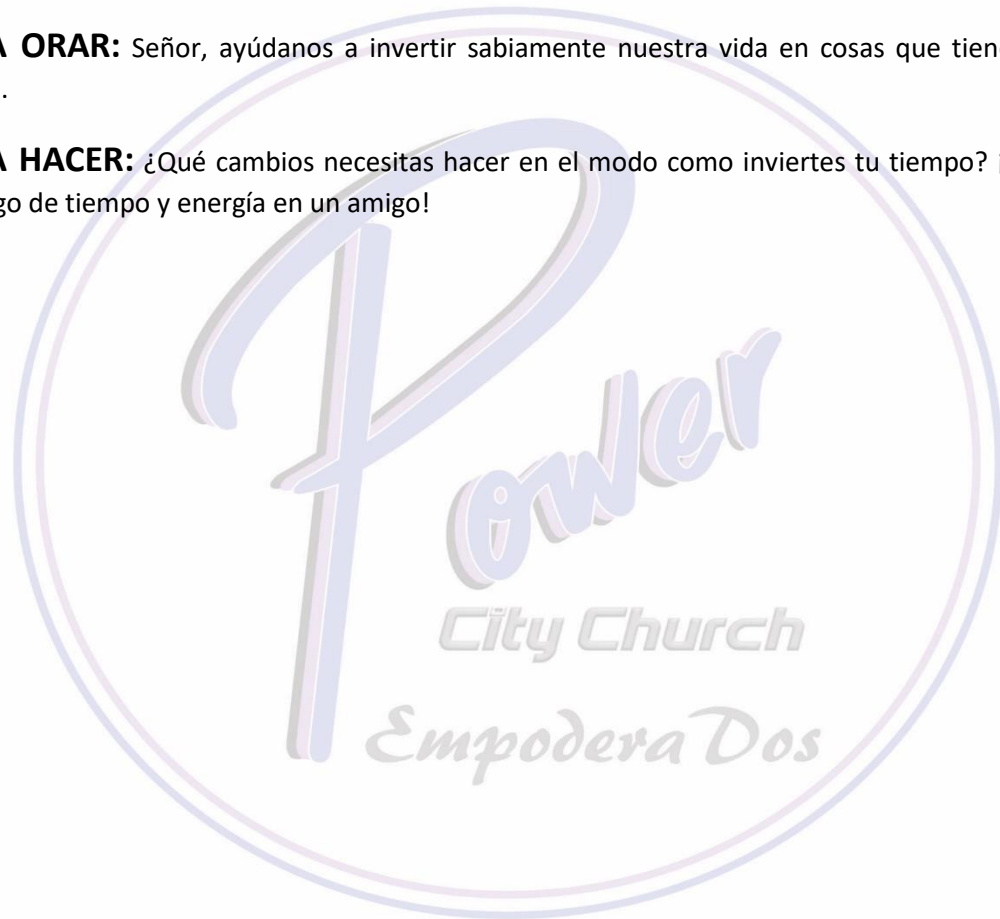 A ORAR: Señor, ayúdanos a invertir sabiamente nuestra vida en cosas que tien
.
A HACER: ¿Qué cambios necesitas hacer en el modo como inviertes tu tiempo? ¡
go de tiempo y energía en un amigo!
Power
City Church
EmpoderaDos